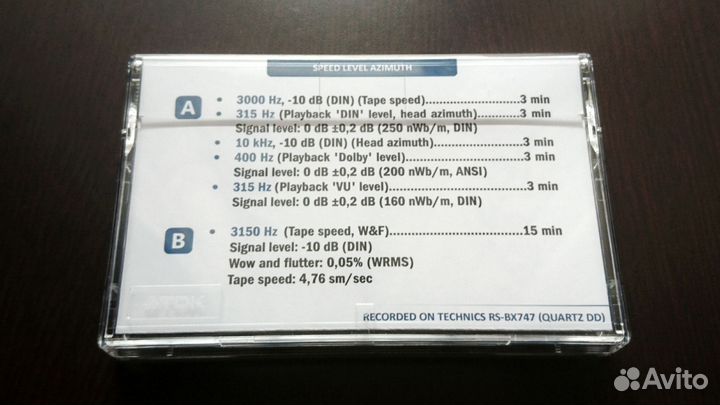 SPEED LEVEL AZIMUTH
A
• 3000 Hz, -10 dB (DIN) (Tape speed)........................3 min
• 315 Hz (Playback 'DIN' level, head azimuth)..................3 min
Signal level: 0 dB ±0,2 dB (250 nWb/m, DIN)
• 10 kHz, -10 dB (DIN) (Head azimuth)........................3 min
• 400 Hz (Playback 'Dolby' level)..............................3 min
Signal level: 0 dB ±0,2 dB (200 nWb/m, ANSI)
• 315 Hz (Playback 'VU' level)..................................3 min
Signal level: 0 dB ±0,2 dB (160 nWb/m, DIN)
B
• 3150 Hz (Tape speed, W&F)................................15 min
Signal level: -10 dB (DIN)
Wow and flutter: 0,05% (WRMS)
Tape speed: 4,76 sm/sec
TDK
RECORDED ON TECHNICS RS-BX747 (QUARTZ DD)
Avito